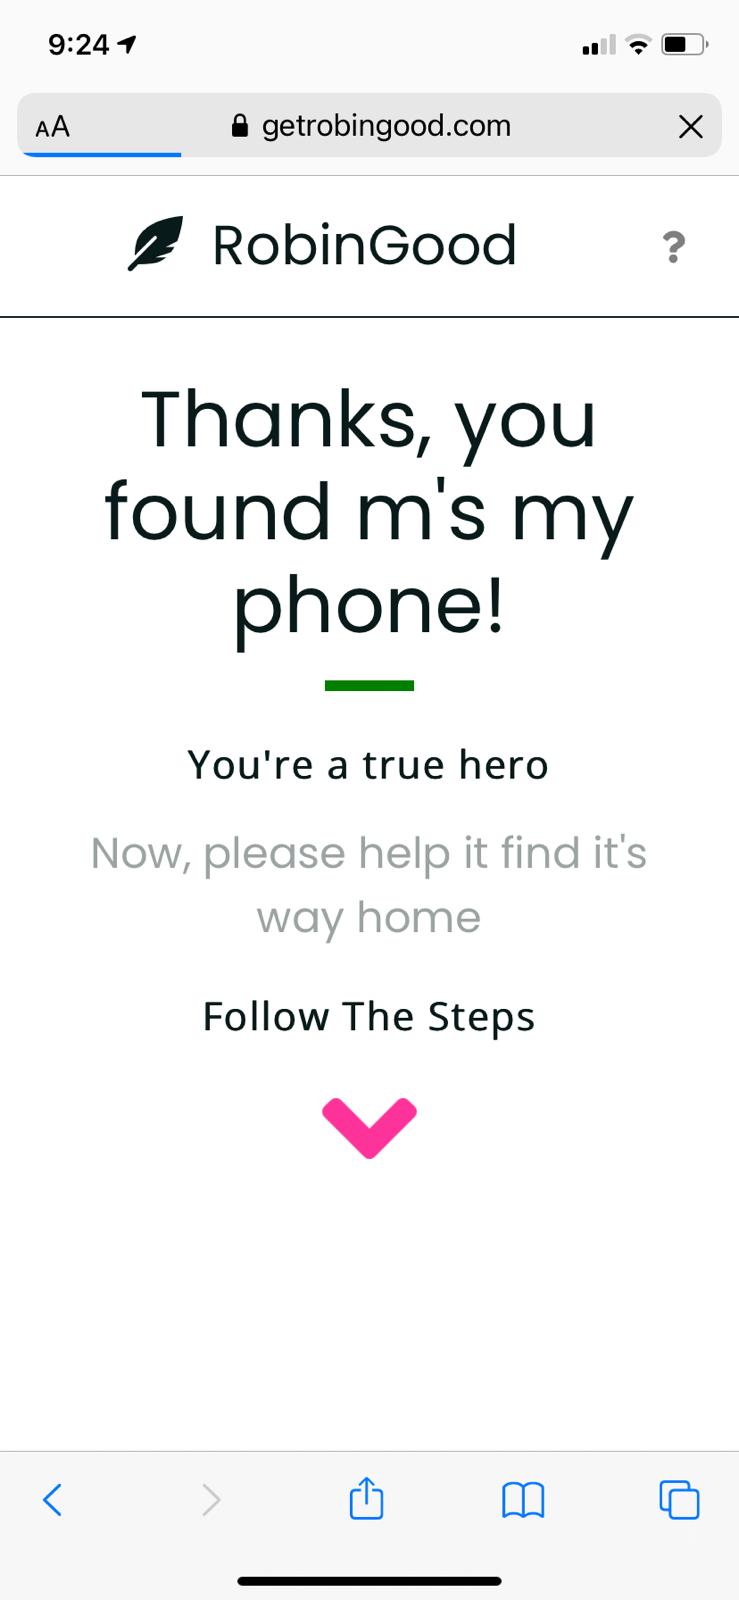 9:24
AA getrobingood.com
RobinGood ?
Thanks, you
found m's my
phone!
You're a true hero
Now, please help it find it's
way home
Follow The Steps